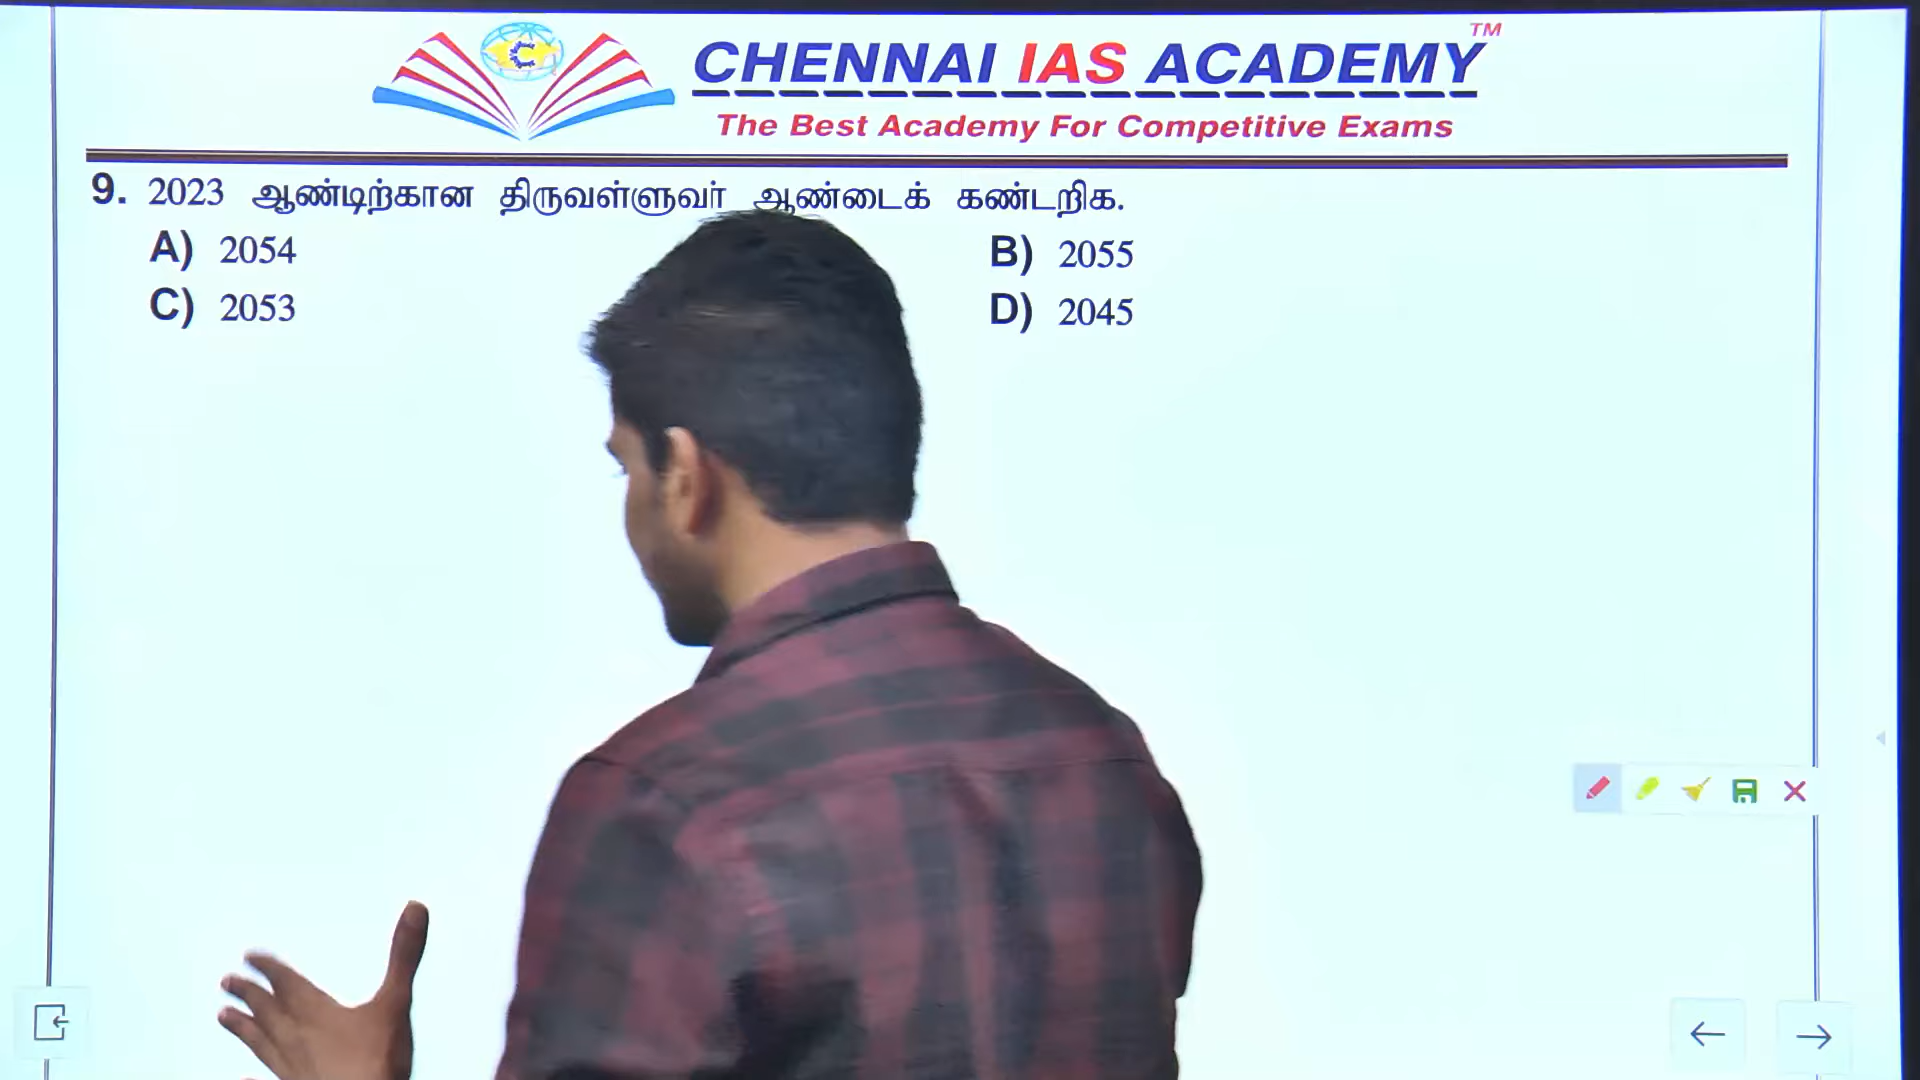 CHENNAI IAS ACADEMY TM
The Best Academy For Competitive Exams
9. 2023 ஆண்டிற்கான திருவள்ளுவர் ஆண்டைக் கண்டறிக.
A) 2054 B) 2055
C) 2053 D) 2045